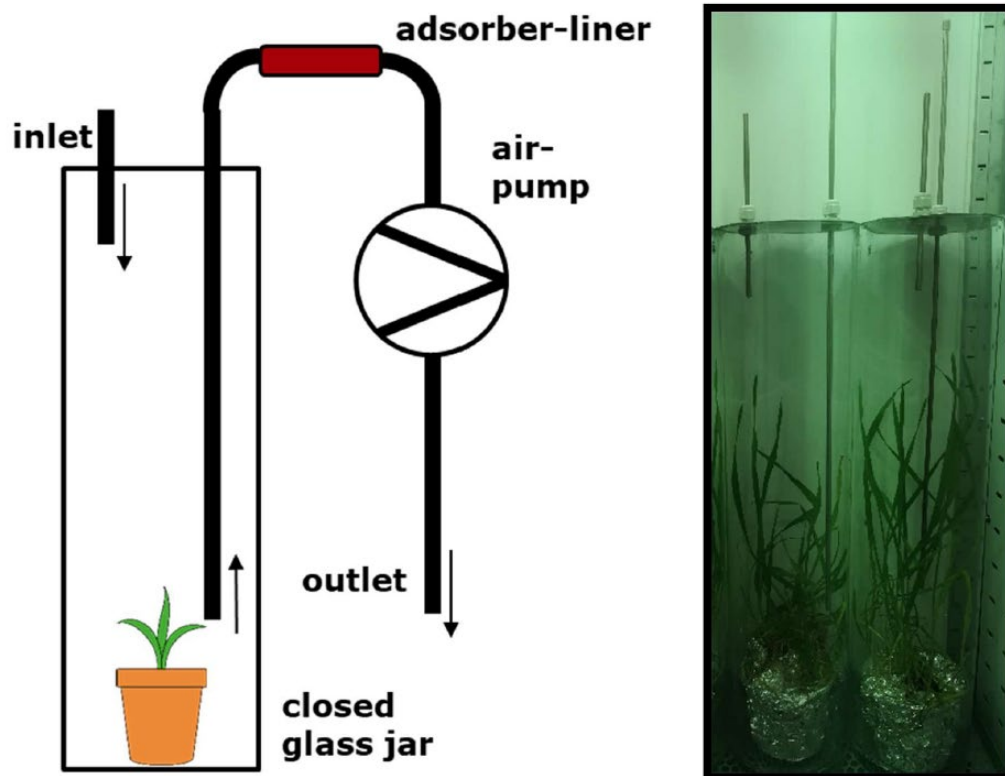 adsorber-liner
inlet
air-
pump
outlet
closed
glass jar